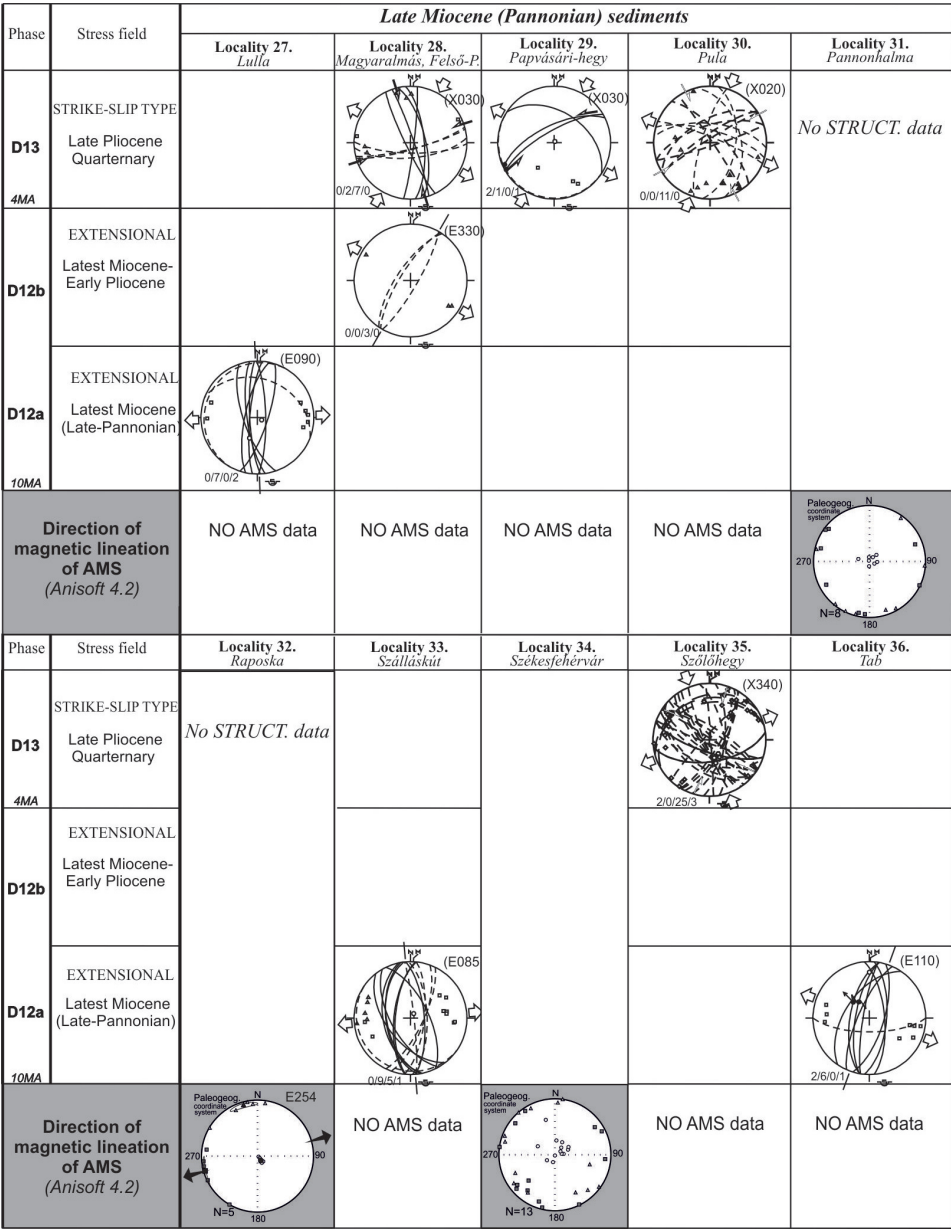 Phase
Stress field
Late Miocene (Pannonian) sediments
Locality 27.
Lulla
Locality 28.
Magyaralmás, Felső-P.
Locality 29.
Papvásári-hegy
Locality 30.
Pula
Locality 31.
Pannonhalma
D13
4MA
STRIKE-SLIP TYPE
Late Pliocene
Quarternary
(X030)
0/2/7/0
(X030)
2/1/0/1
(X020)
0/0/11/0
No STRUCT. data
D12b
EXTENSIONAL
Latest Miocene-
Early Pliocene
(E330)
0/0/3/0
D12a
10MA
EXTENSIONAL
Latest Miocene
(Late-Pannonian)
(E090)
0/7/0/2
Direction of
magnetic lineation
of AMS
(Anisoft 4.2)
NO AMS data
NO AMS data
NO AMS data
NO AMS data
Paleogeog.
coordinate
system
N
270
90
N=8
180
Phase
Stress field
Locality 32.
Raposka
Locality 33.
Szálláskút
Locality 34.
Székesfehérvár
Locality 35.
Szőlőhegy
Locality 36.
Tab
D13
4MA
STRIKE-SLIP TYPE
Late Pliocene
Quarternary
No STRUCT. data
(X340)
2/0/25/3
D12b
EXTENSIONAL
Latest Miocene-
Early Pliocene
D12a
10MA
EXTENSIONAL
Latest Miocene
(Late-Pannonian)
(E085
0/9/5/1
(E110)
2/6/0/1
Direction of
magnetic lineation
of AMS
(Anisoft 4.2)
Paleogeog.
coordinate
system
N
E254
270
90
N=5
180
NO AMS data
Paleogeog.
coordinate
system
N
270
90
N=13
180
NO AMS data
NO AMS data